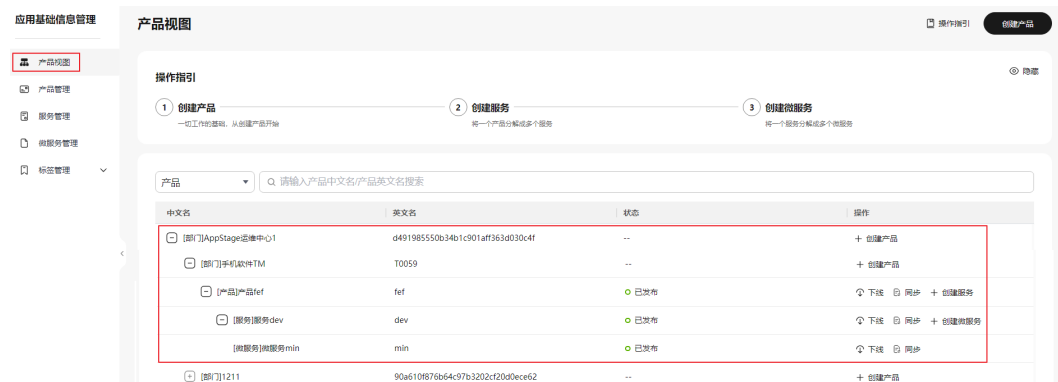 应用基础信息管理
产品视图
操作指引
创建产品
产品视图
产品管理
服务管理
微服务管理
标签管理
操作指引
隐藏
1 创建产品
一切工作的基础，从创建产品开始
2 创建服务
将一个产品分解成多个服务
3 创建微服务
将一个服务分解成多个微服务
产品
请输入产品中文名/产品英文名搜索
中文名 英文名 状态 操作
[部门]AppStage运维中心1 d491985550b34b1c901aff363d030c4f -- + 创建产品
[部门]手机软件TM T0059 -- + 创建产品
[产品]产品fef fef 已发布 下线 同步 + 创建服务
[服务]服务dev dev 已发布 下线 同步 + 创建微服务
[微服务]微服务min min 已发布 下线 同步
[部门]1211 90a610f876b64c97b3202cf20d0ece62 -- + 创建产品